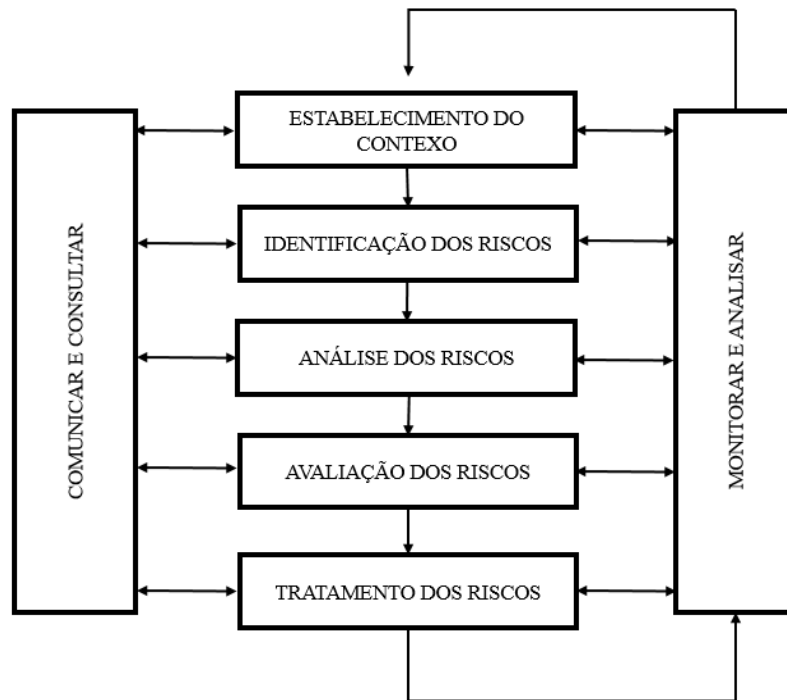 ESTABELECIMENTO DO
CONTEXO
IDENTIFICAÇÃO DOS RISCOS
ANÁLISE DOS RISCOS
AVALIAÇÃO DOS RISCOS
TRATAMENTO DOS RISCOS
COMUNICAR E CONSULTAR
MONITORAR E ANALISAR